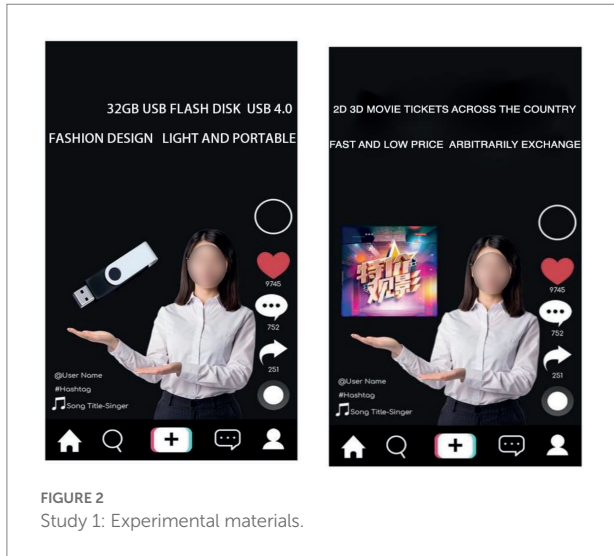 32GB USB FLASH DISK USB 4.0
FASHION DESIGN LIGHT AND PORTABLE
9745
752
251
@User Name
#Hashtag
Song Title-Singer
2D 3D MOVIE TICKETS ACROSS THE COUNTRY
FAST AND LOW PRICE ARBITRARILY EXCHANGE
特价
观影
9745
752
251
@User Name
#Hashtag
Song Title-Singer
FIGURE 2
Study 1: Experimental materials.